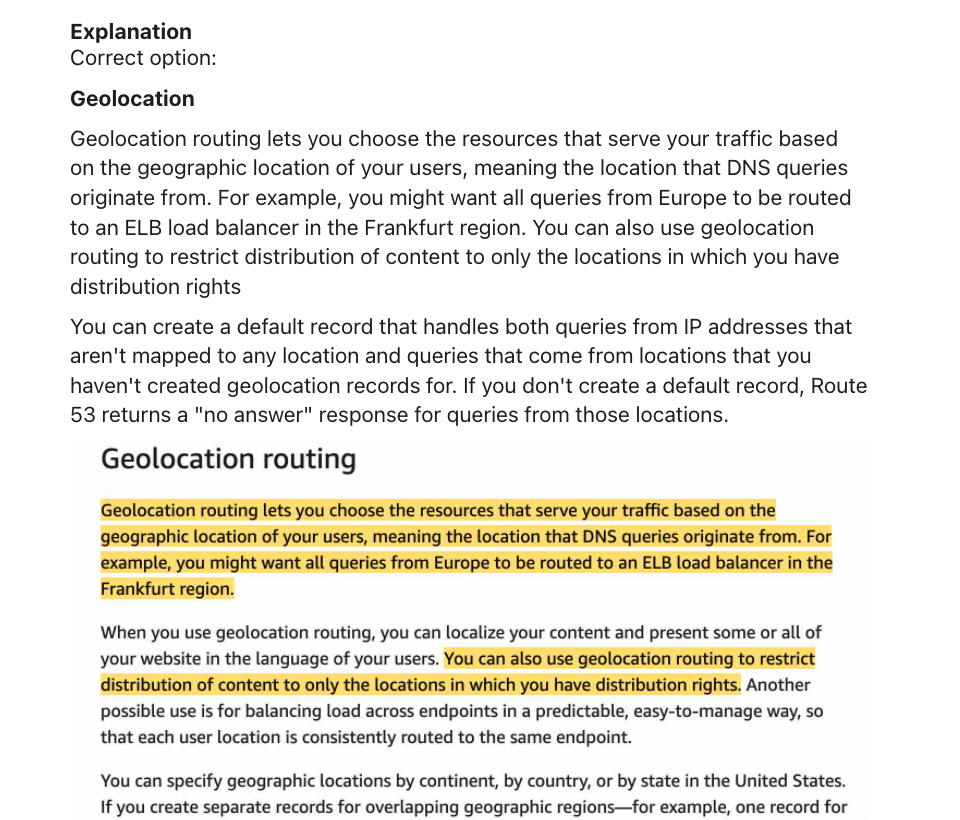 Explanation
Correct option:
Geolocation
Geolocation routing lets you choose the resources that serve your traffic based
on the geographic location of your users, meaning the location that DNS queries
originate from. For example, you might want all queries from Europe to be routed
to an ELB load balancer in the Frankfurt region. You can also use geolocation
routing to restrict distribution of content to only the locations in which you have
distribution rights
You can create a default record that handles both queries from IP addresses that
aren't mapped to any location and queries that come from locations that you
haven't created geolocation records for. If you don't create a default record, Route
53 returns a "no answer" response for queries from those locations.
Geolocation routing
Geolocation routing lets you choose the resources that serve your traffic based on the
geographic location of your users, meaning the location that DNS queries originate from. For
example, you might want all queries from Europe to be routed to an ELB load balancer in the
Frankfurt region.
When you use geolocation routing, you can localize your content and present some or all of
your website in the language of your users. You can also use geolocation routing to restrict
distribution of content to only the locations in which you have distribution rights. Another
possible use is for balancing load across endpoints in a predictable, easy-to-manage way, so
that each user location is consistently routed to the same endpoint.
You can specify geographic locations by continent, by country, or by state in the United States.
If you create separate records for overlapping geographic regions—for example, one record for